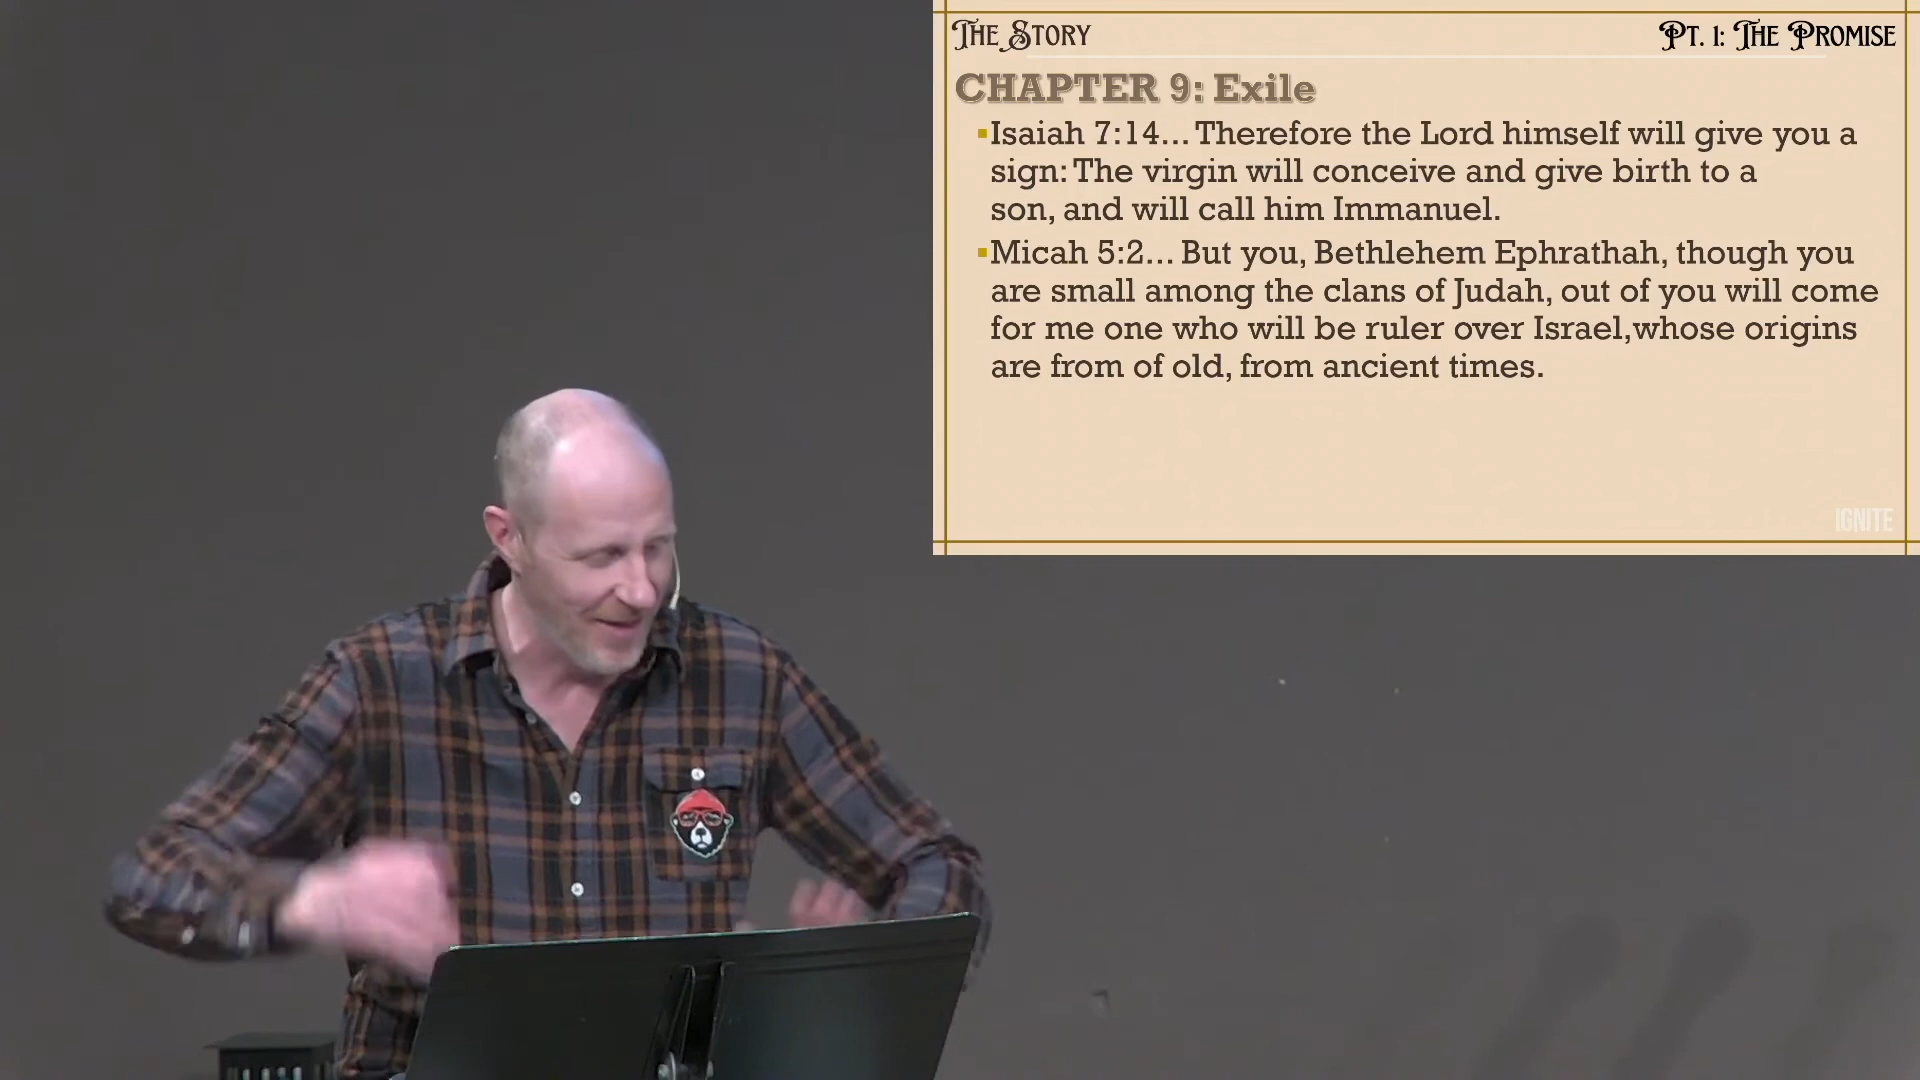 The Story
Pt. 1: The Promise
CHAPTER 9: Exile
Isaiah 7:14... Therefore the Lord himself will give you a
sign: The virgin will conceive and give birth to a
son, and will call him Immanuel.
Micah 5:2... But you, Bethlehem Ephrathah, though you
are small among the clans of Judah, out of you will come
for me one who will be ruler over Israel,whose origins
are from of old, from ancient times.
IGNITE